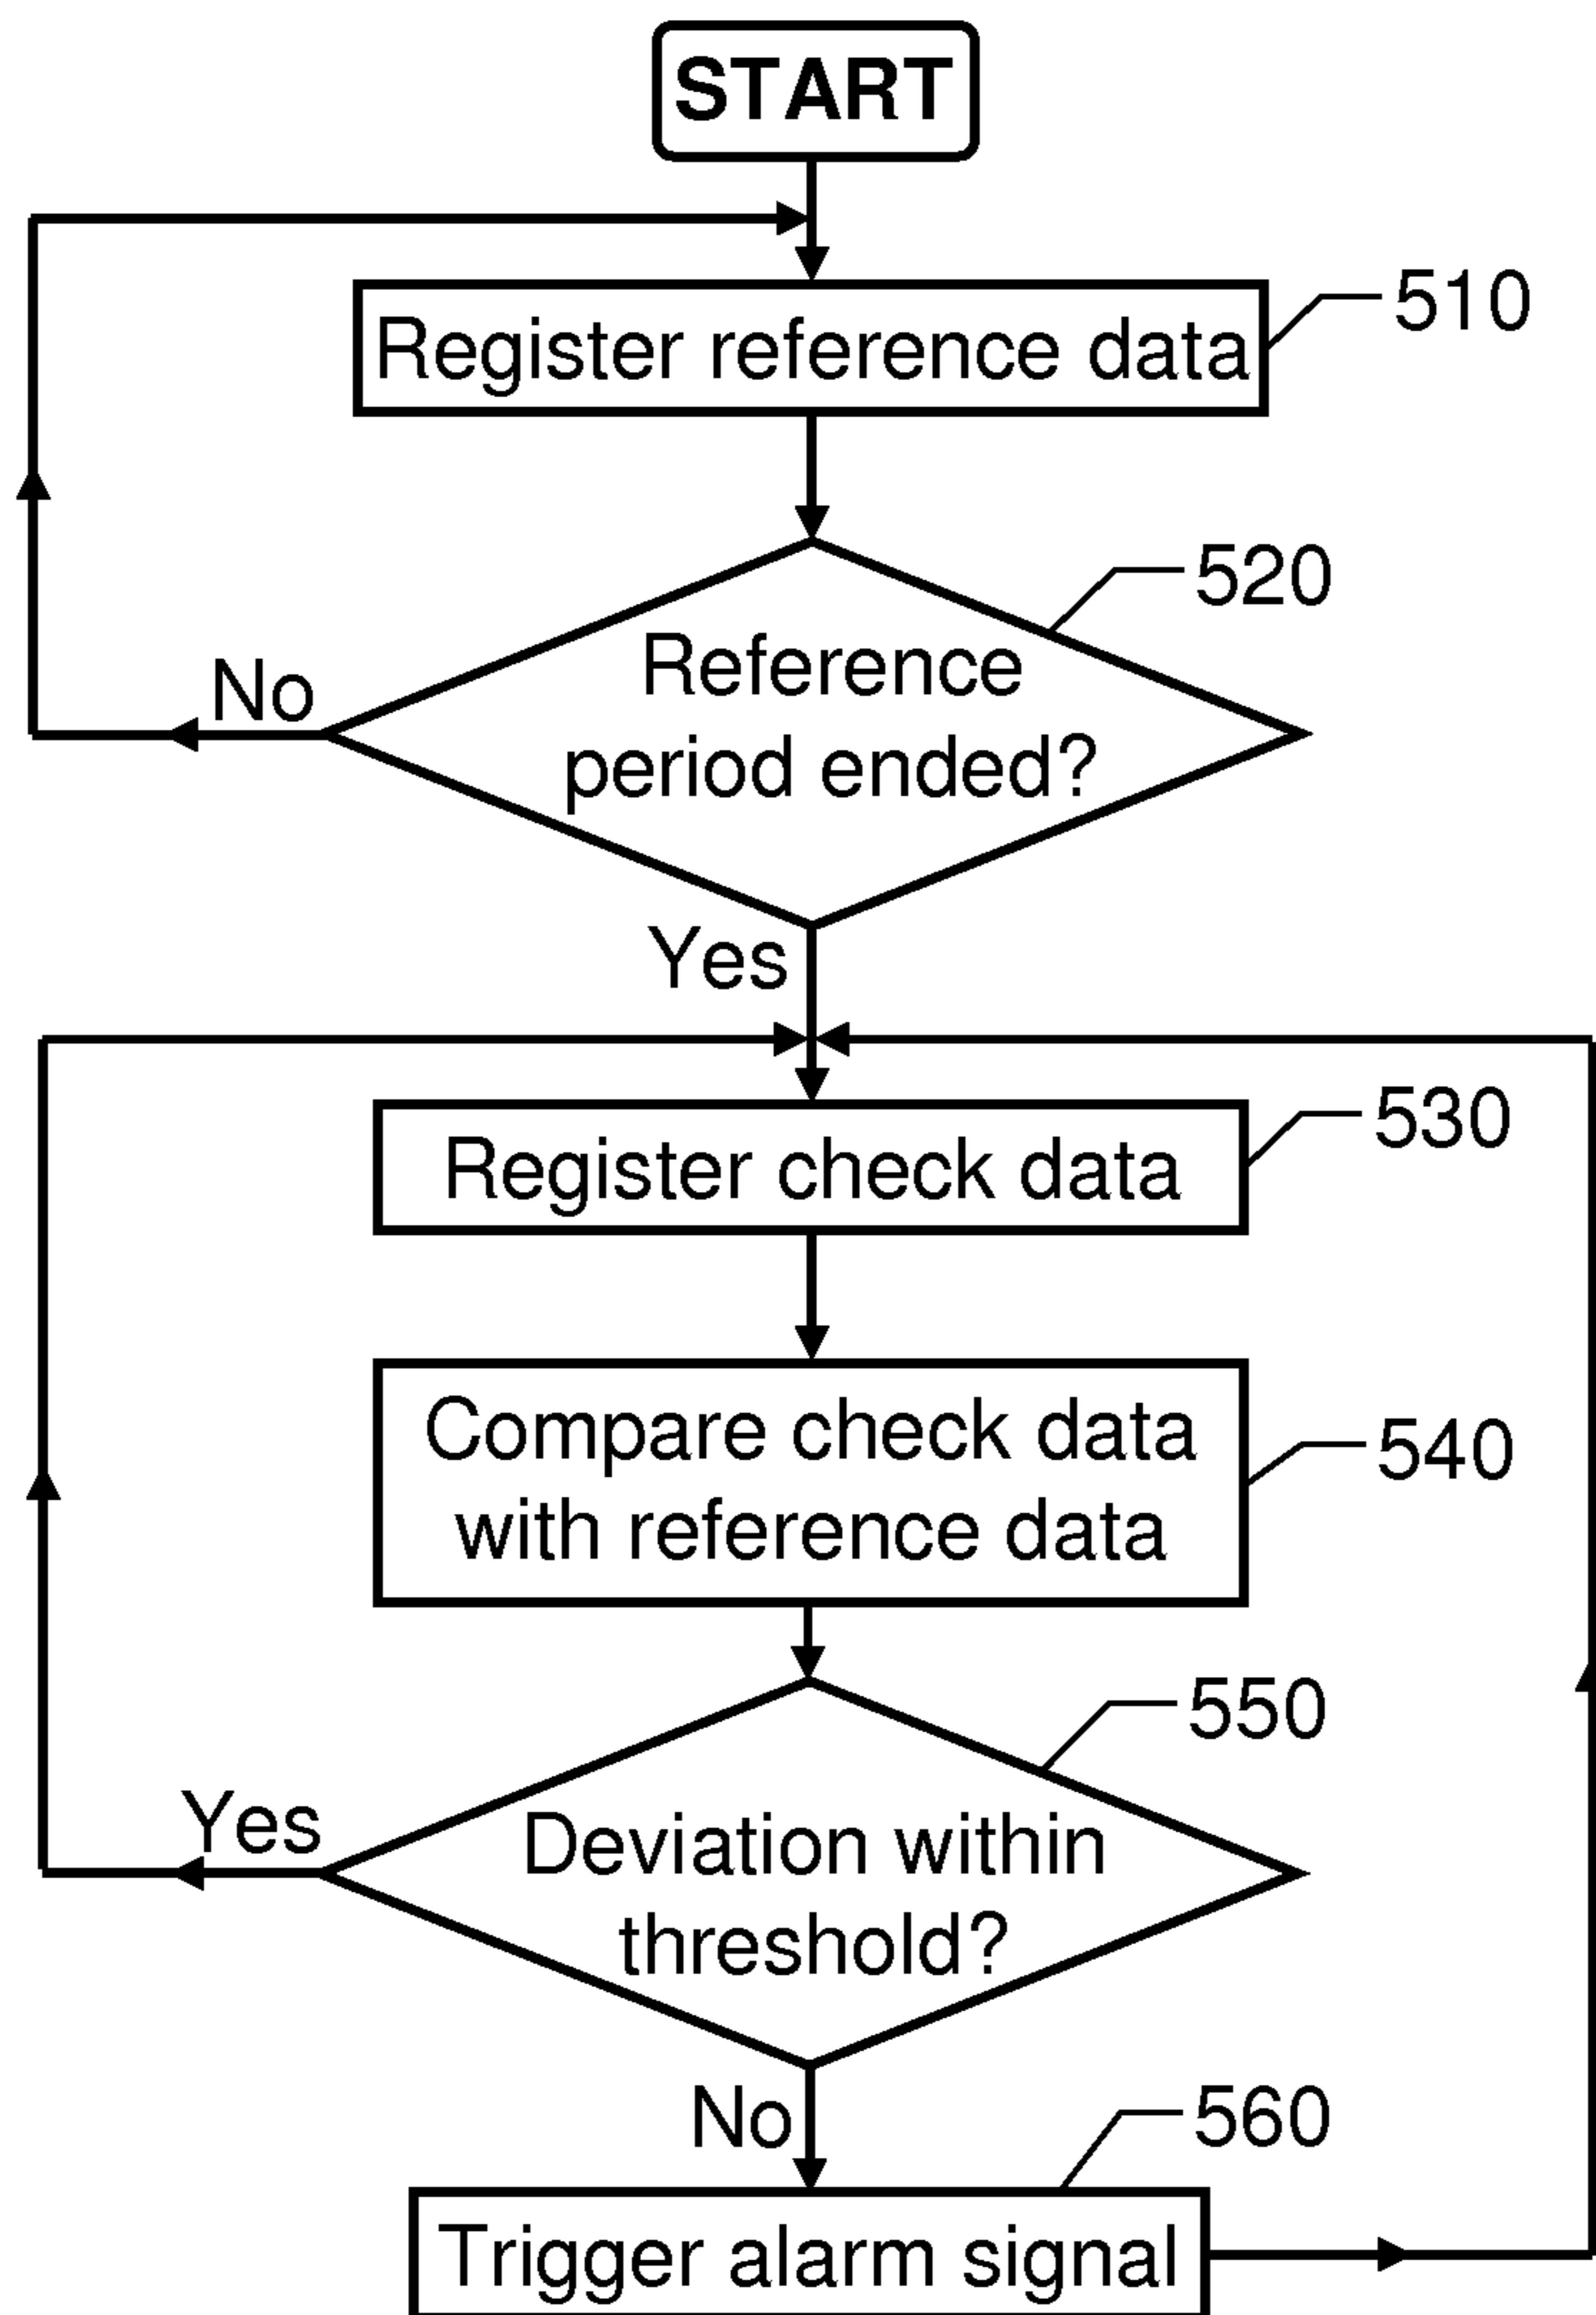 START
Register reference data
510
520
Reference
period ended?
No
Yes
Register check data
530
Compare check data
with reference data
540
550
Deviation within
threshold?
Yes
No
560
Trigger alarm signal